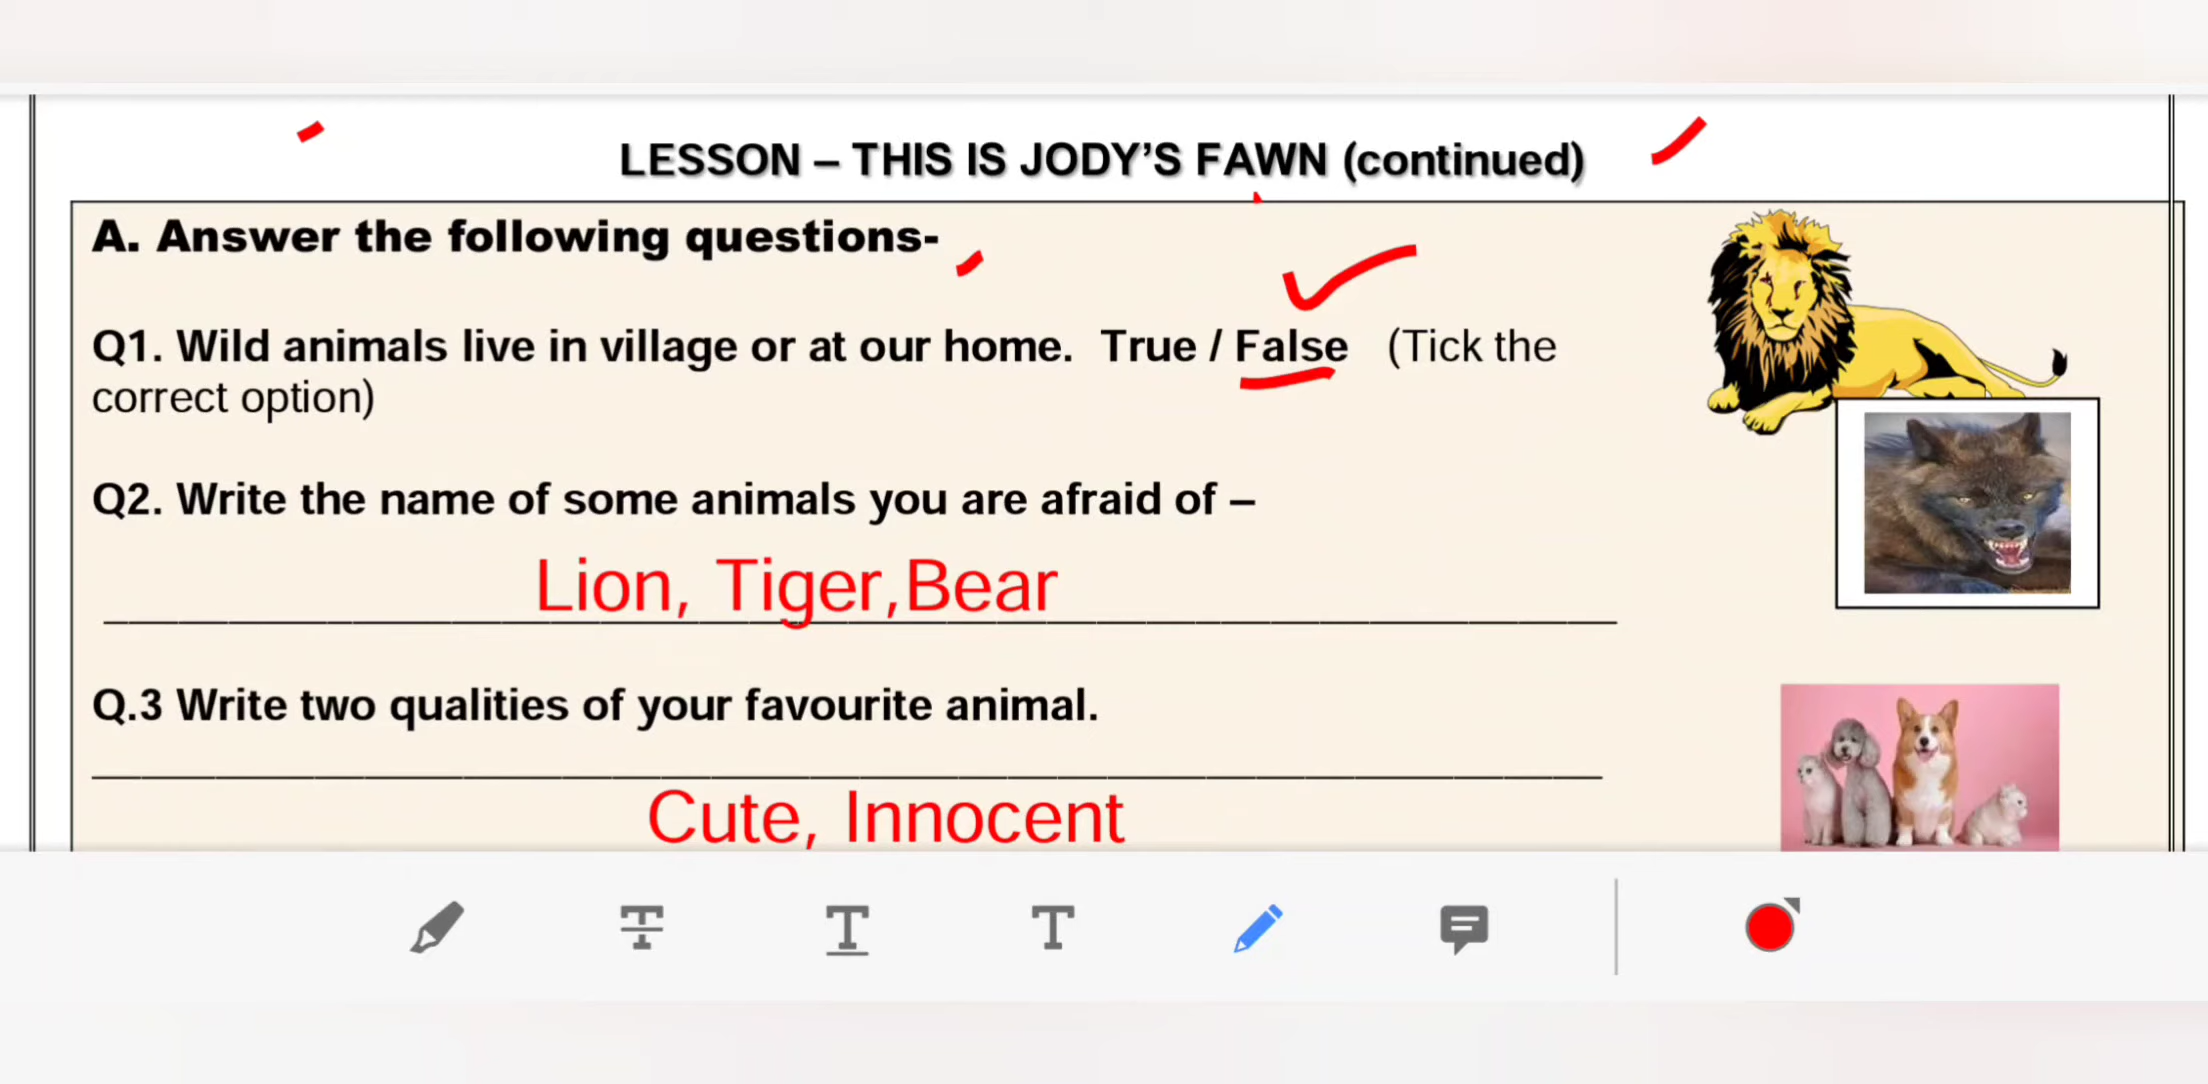 LESSON – THIS IS JODY’S FAWN (continued)
A. Answer the following questions-
Q1. Wild animals live in village or at our home.  True / False   (Tick the
correct option)
Q2. Write the name of some animals you are afraid of –
Lion, Tiger,Bear
Q.3 Write two qualities of your favourite animal.
Cute, Innocent